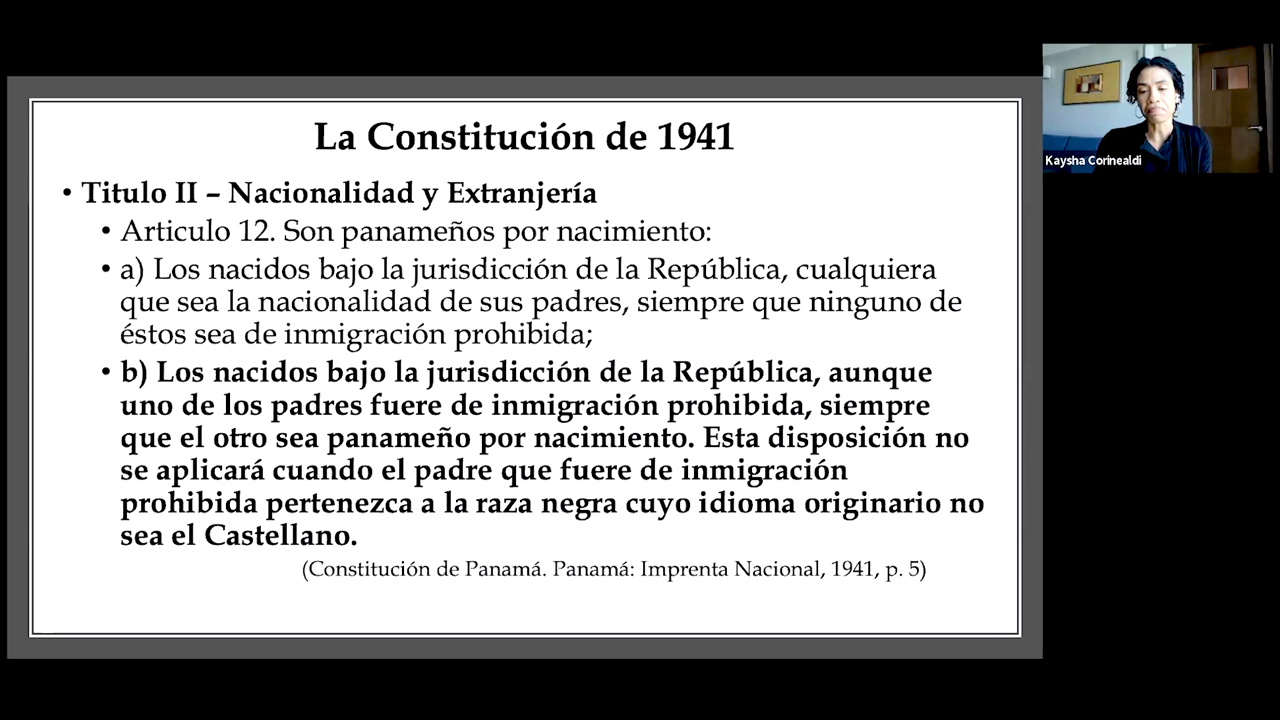 La Constitución de 1941
• Titulo II – Nacionalidad y Extranjería
• Articulo 12. Son panameños por nacimiento:
• a) Los nacidos bajo la jurisdicción de la República, cualquiera
que sea la nacionalidad de sus padres, siempre que ninguno de
éstos sea de inmigración prohibida;
• b) Los nacidos bajo la jurisdicción de la República, aunque
uno de los padres fuere de inmigración prohibida, siempre
que el otro sea panameño por nacimiento. Esta disposición no
se aplicará cuando el padre que fuere de inmigración
prohibida pertenezca a la raza negra cuyo idioma originario no
sea el Castellano.
(Constitución de Panamá. Panamá: Imprenta Nacional, 1941, p. 5)
Kaysha Corinealdi